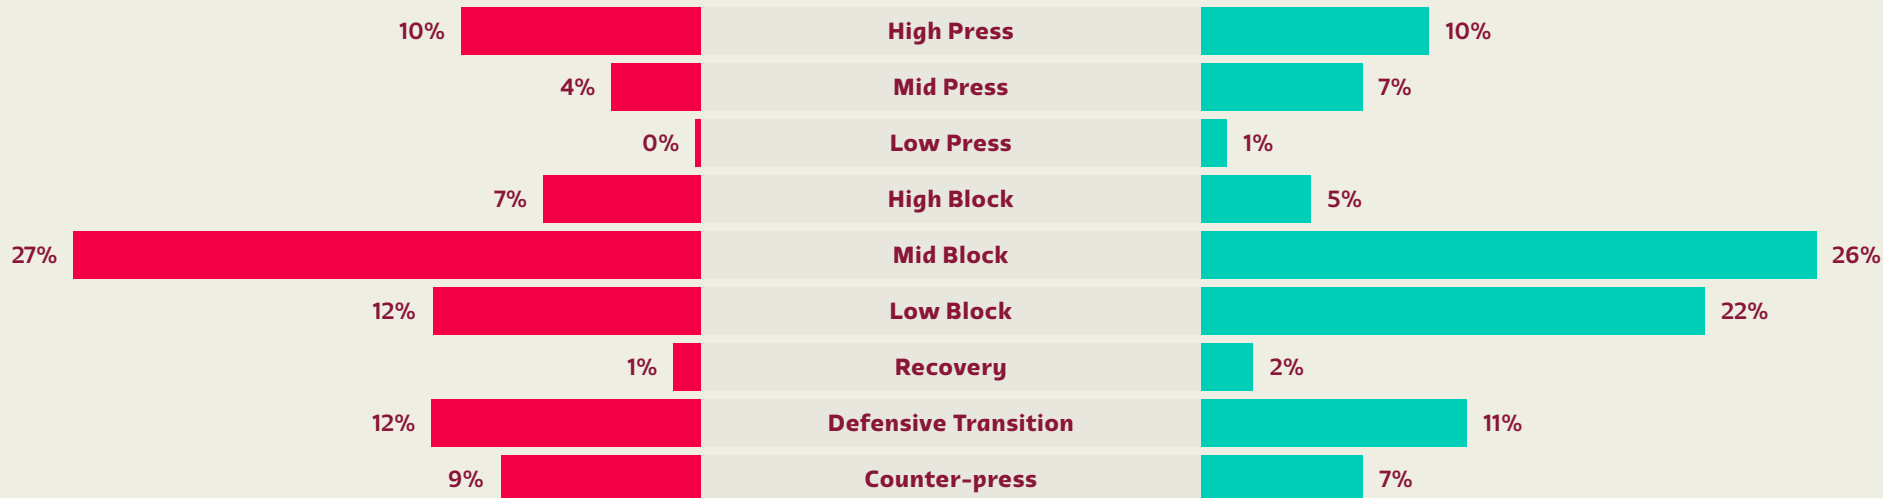 10% High Press 10%
4% Mid Press 7%
0% Low Press 1%
7% High Block 5%
27% Mid Block 26%
12% Low Block 22%
1% Recovery 2%
12% Defensive Transition 11%
9% Counter-press 7%